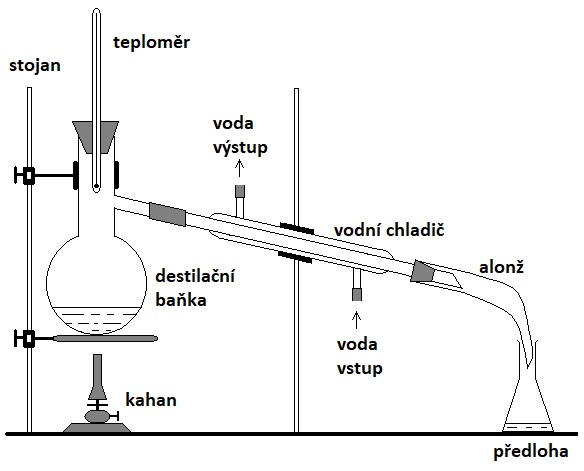 teploměr
stojan
voda
výstup
vodní chladič
alonž
destilační
baňka
voda
vstup
kahan
předloha